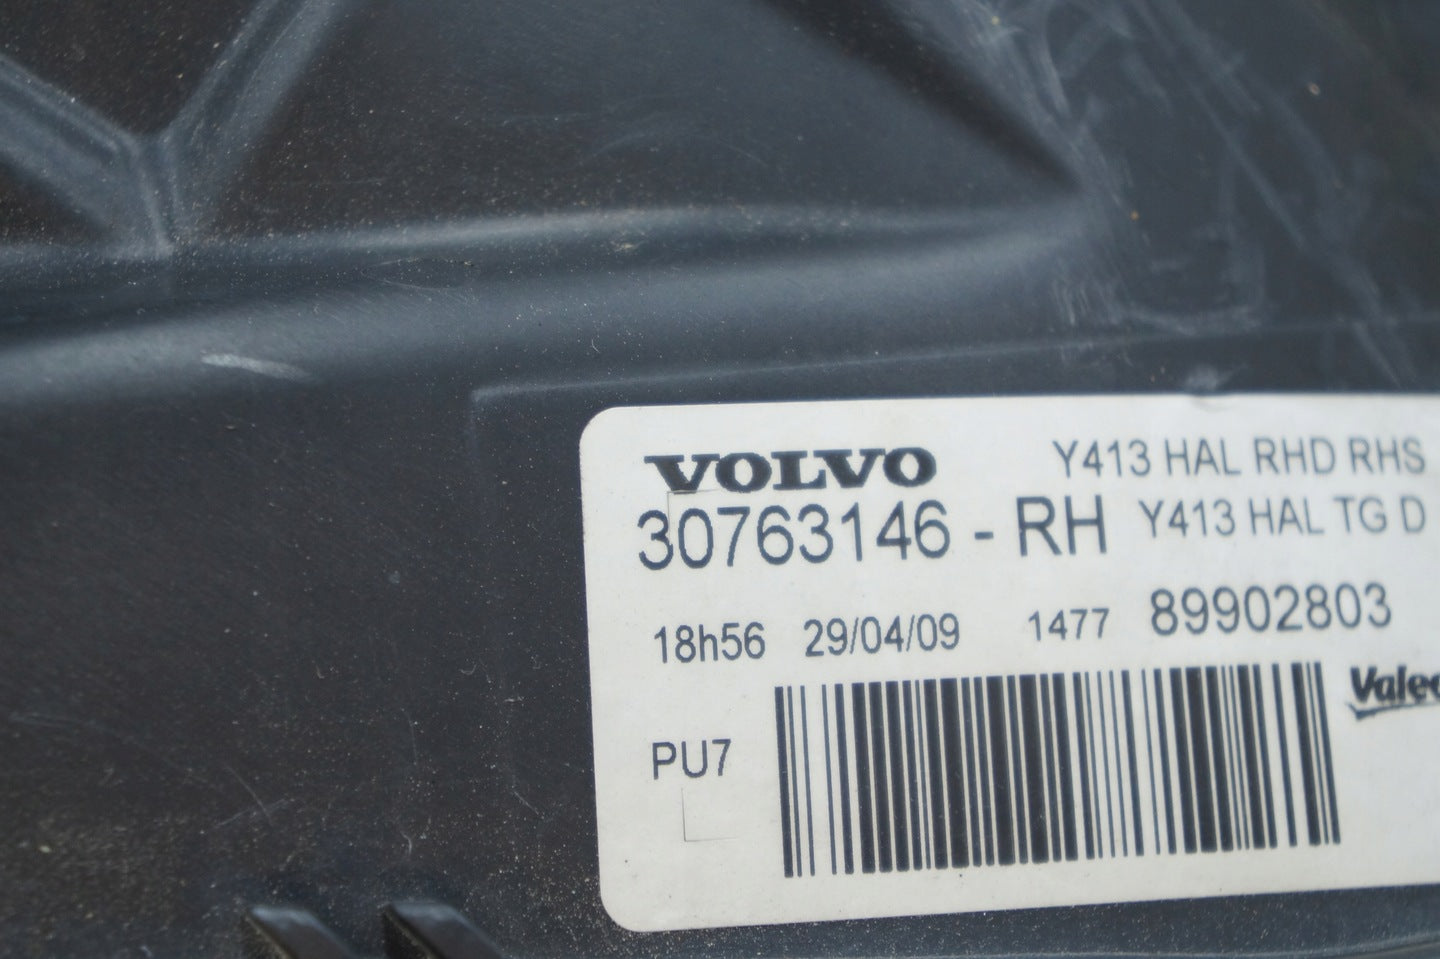 VOLVO Y413 HAL RHD RHS
30763146 - RH Y413 HAL TG D
18h56 29/04/09 1477 89902803
PU7